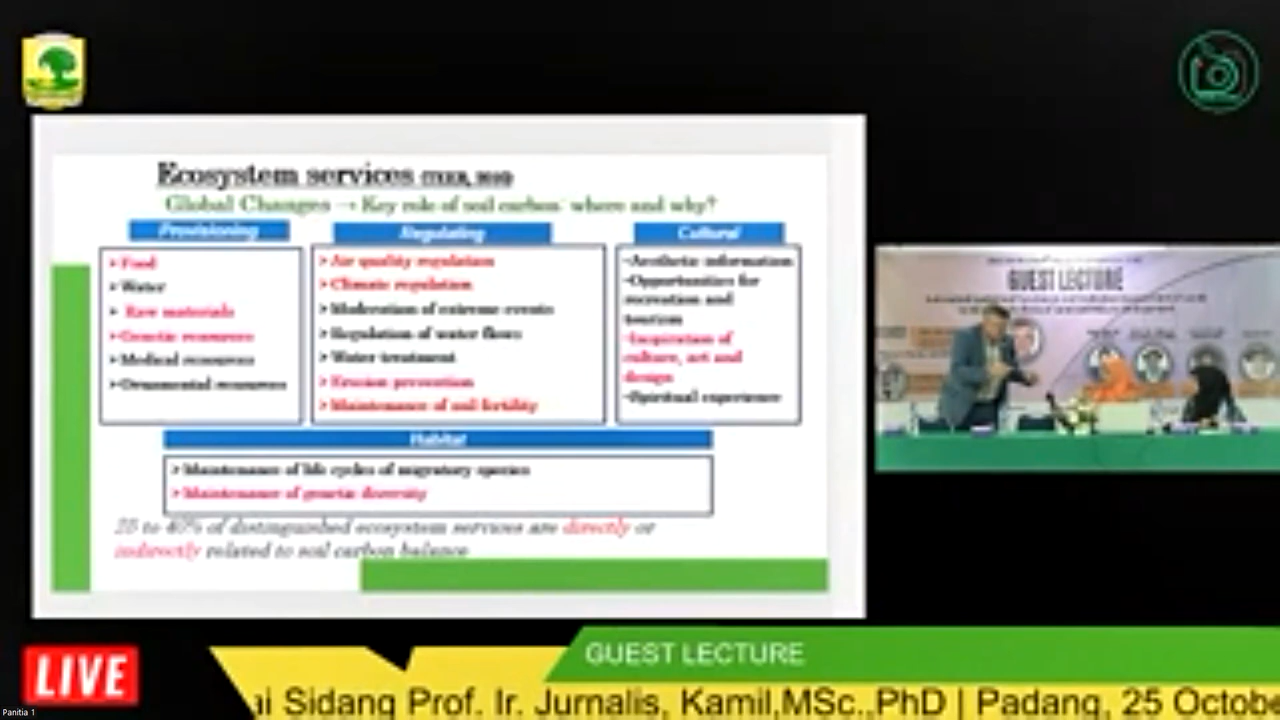 Ecosystem services
Global Changes → Key role of soil carbon: where and why?
Provisioning
Regulating
Cultural
➢Food
➢Water
➢ Raw materials
➢Genetic resources
➢Medical resources
➢Ornamental resources
➢Air quality regulation
➢Climatic regulation
➢Moderation of extreme events
➢Regulation of water flows
➢Water treatment
➢Erosion prevention
➢Maintenance of soil fertility
•Aesthetic information
•Opportunities for
recreation and
tourism
•Inspiration of
culture, art and
design
•Spiritual experience
Habitat
➢Maintenance of life cycles of migratory species
➢Maintenance of genetic diversity
to 40% of distinguished ecosystem services are directly or
indirectly related to soil carbon balance
GUEST LECTURE
LIVE
GUEST LECTURE
ai Sidang Prof. Ir. Jurnalis, Kamil,MSc.,PhD | Padang, 25 Octobe
Panitia 1